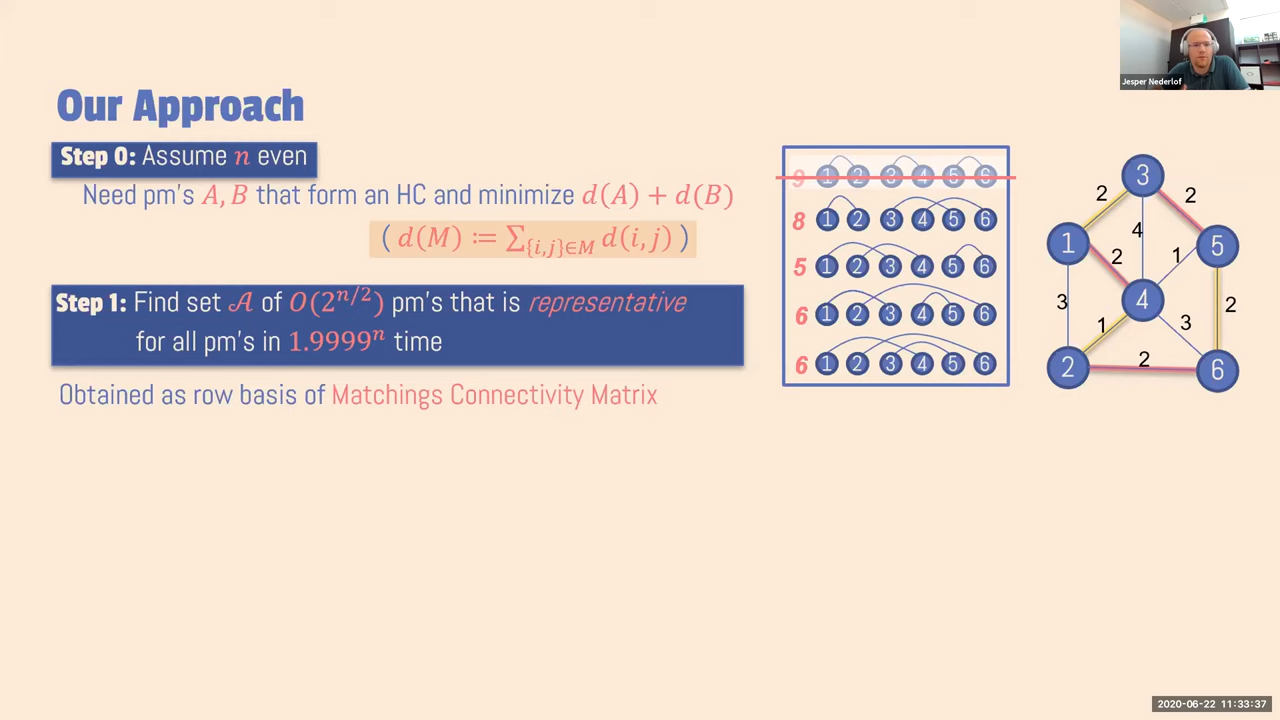 Jesper Nederlof
Our Approach
Step 0: Assume n even
Need pm's A, B that form an HC and minimize d(A) + d(B)
( d(M) ≔ ∑_{{i,j}∈M} d(i, j) )
Step 1: Find set 𝒜 of O(2^{n/2}) pm's that is representative
for all pm's in 1.9999^n time
Obtained as row basis of Matchings Connectivity Matrix
9 1 2 3 4 5 6
8 1 2 3 4 5 6
5 1 2 3 4 5 6
6 1 2 3 4 5 6
6 1 2 3 4 5 6
3
2 2
4
1 5
2 1
4
3 2
1 3
2 2 6
2020-06-22 11:33:37